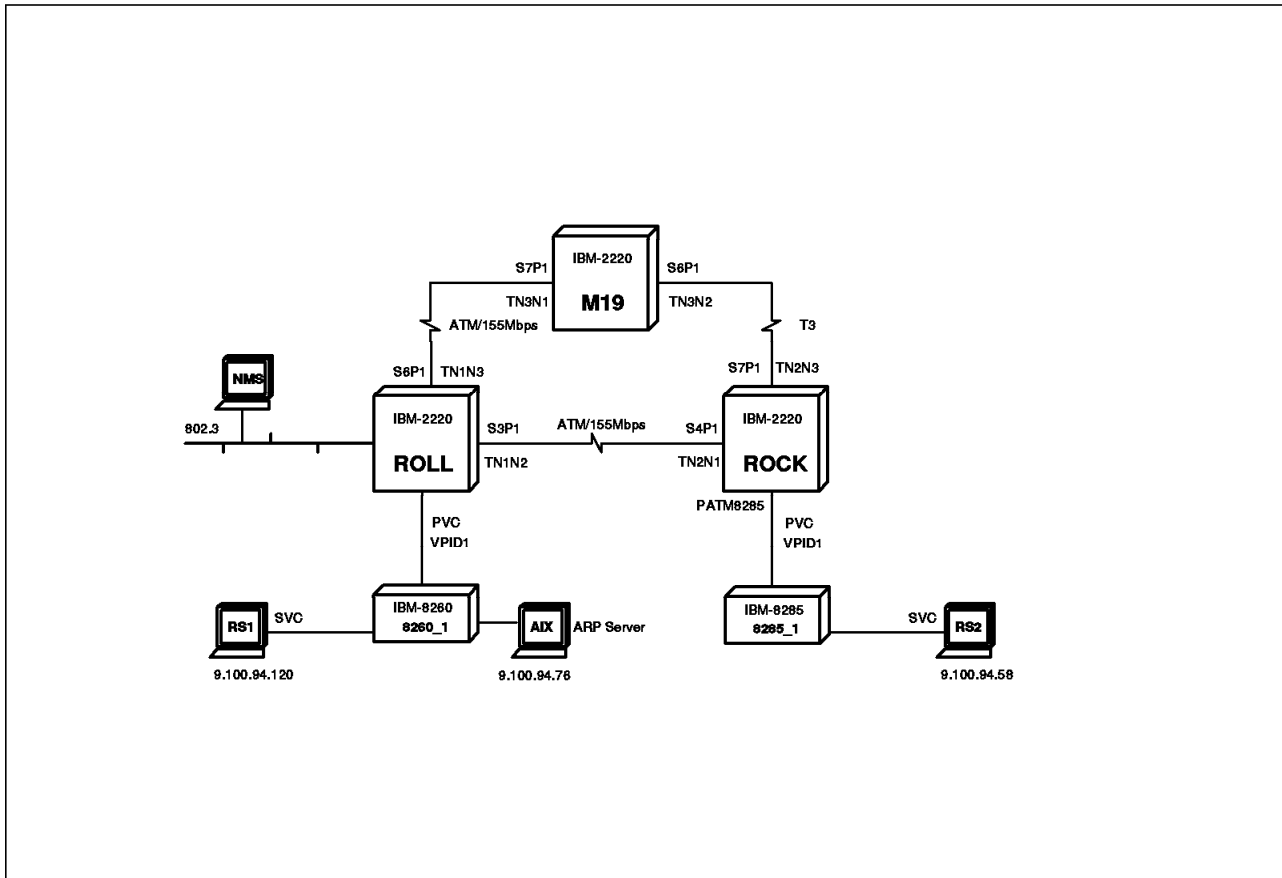 IBM-2220
M19
S7P1
S6P1
TN3N1
TN3N2
ATM/155Mbps
T3
S6P1
TN1N3
S7P1
TN2N3
NMS
802.3
IBM-2220
ROLL
S3P1
TN1N2
ATM/155Mbps
S4P1
TN2N1
IBM-2220
ROCK
PATM8285
PVC
VPID1
PVC
VPID1
RS1
SVC
9.100.94.120
IBM-8260
8260_1
AIX
ARP Server
9.100.94.76
IBM-8285
8285_1
SVC
RS2
9.100.94.58